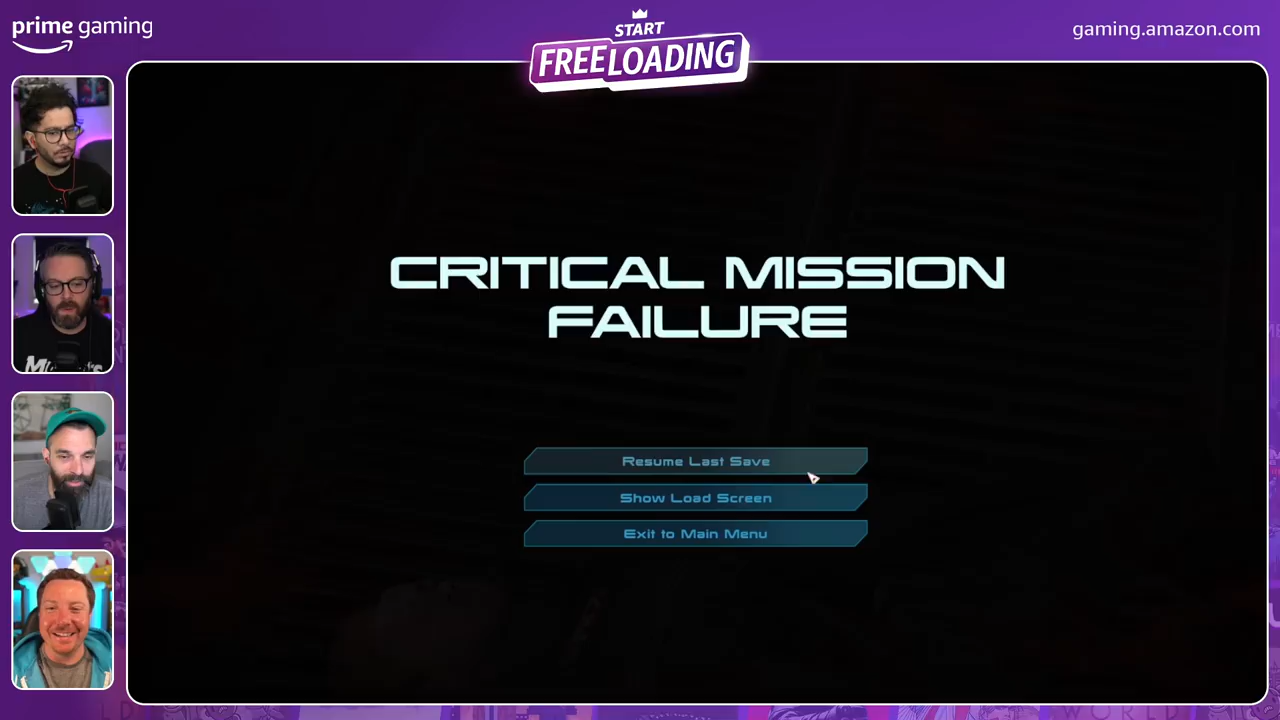 prime gaming
START
FREELOADING
gaming.amazon.com
CRITICAL MISSION
FAILURE
Resume Last Save
Show Load Screen
Exit to Main Menu